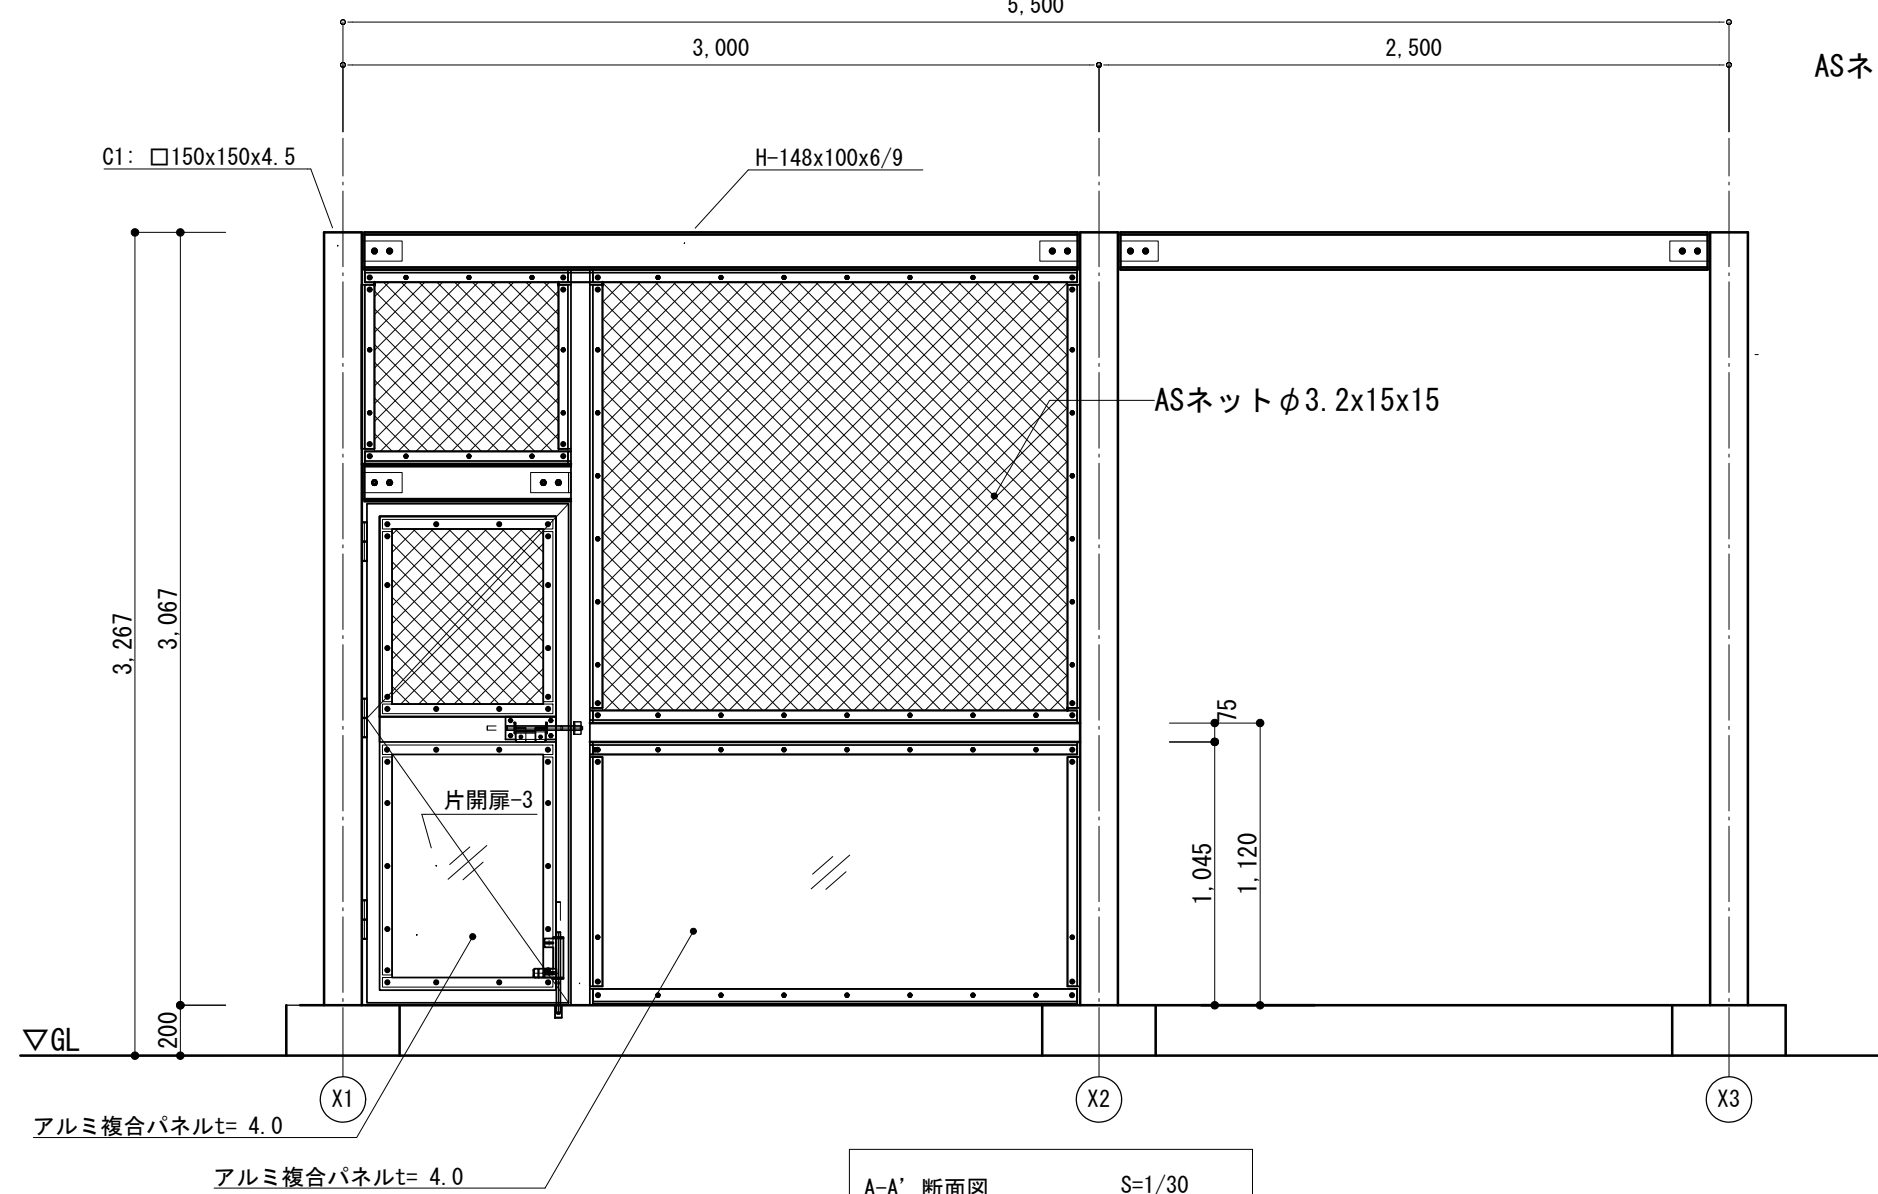 5,500
3,000
2,500
ASネ
C1: □150x150x4.5
H-148x100x6/9
ASネットφ3.2x15x15
3,267
3,067
75
片開扉-3
1,045
1,120
200
▽GL
X1
X2
X3
アルミ複合パネルt= 4.0
アルミ複合パネルt= 4.0
A-A' 断面図 S=1/30